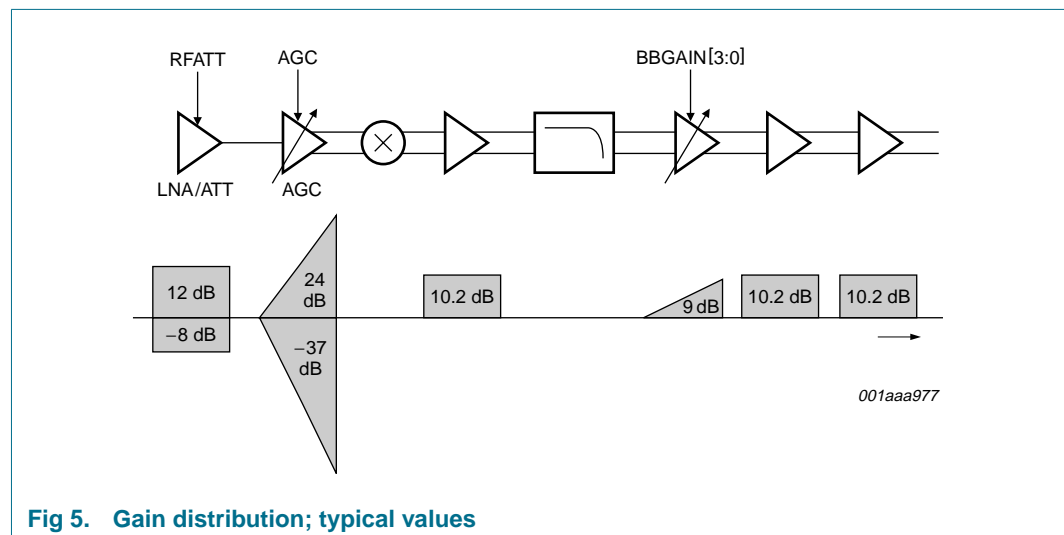 RFATT
AGC
BBGAIN[3:0]
LNA/ATT
AGC
12 dB
−8 dB
24
dB
−37
dB
10.2 dB
9 dB
10.2 dB
10.2 dB
001aaa977
Fig 5. Gain distribution; typical values